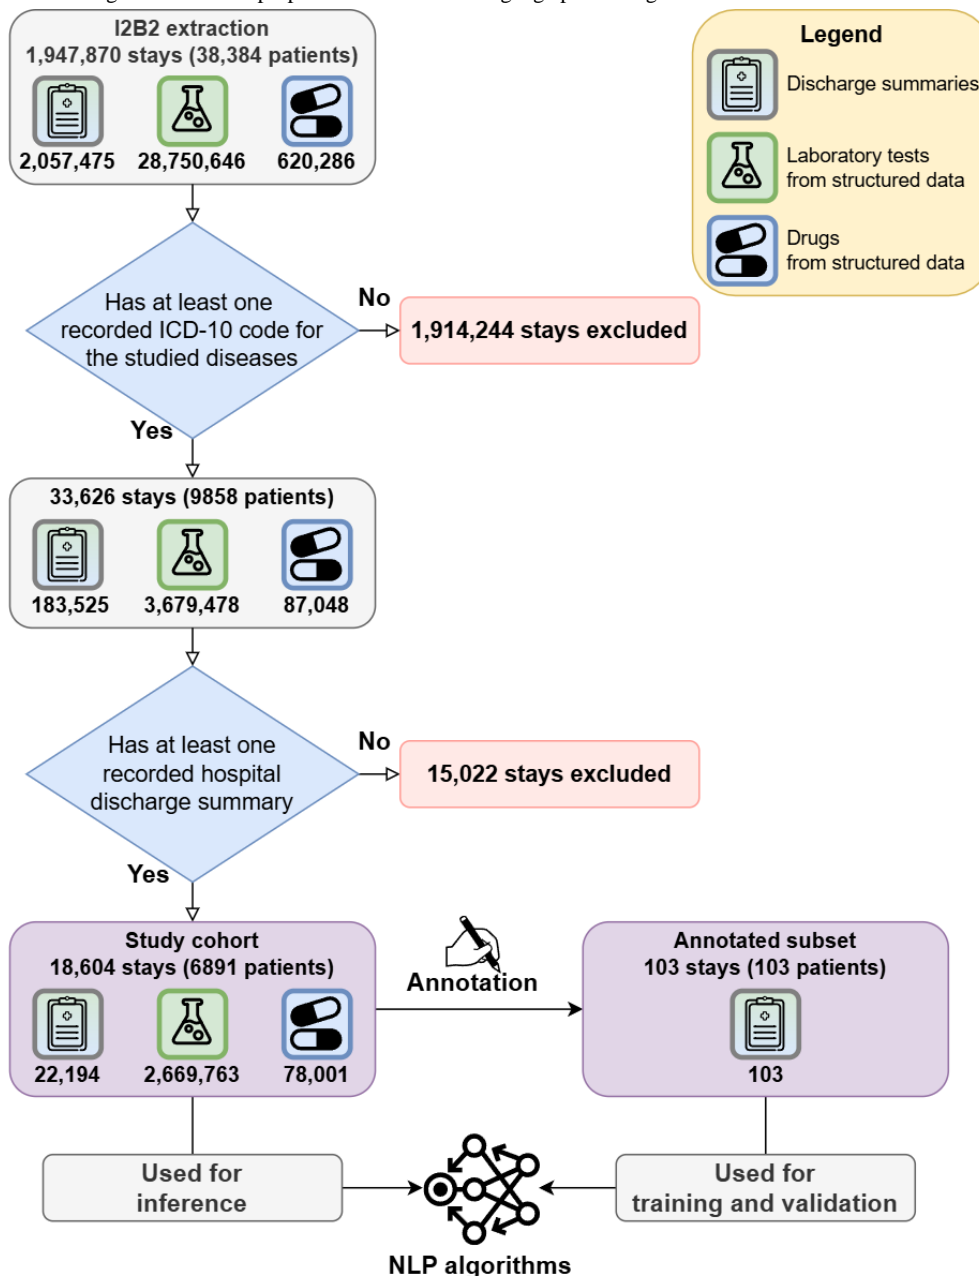 I2B2 extraction
1,947,870 stays (38,384 patients)
2,057,475 28,750,646 620,286
Legend
Discharge summaries
Laboratory tests
from structured data
Drugs
from structured data
Has at least one
recorded ICD-10 code for
the studied diseases
No
1,914,244 stays excluded
Yes
33,626 stays (9858 patients)
183,525 3,679,478 87,048
Has at least one
recorded hospital
discharge summary
No
15,022 stays excluded
Yes
Study cohort
18,604 stays (6891 patients)
22,194 2,669,763 78,001
Annotation
Annotated subset
103 stays (103 patients)
103
Used for
inference
Used for
training and validation
NLP algorithms